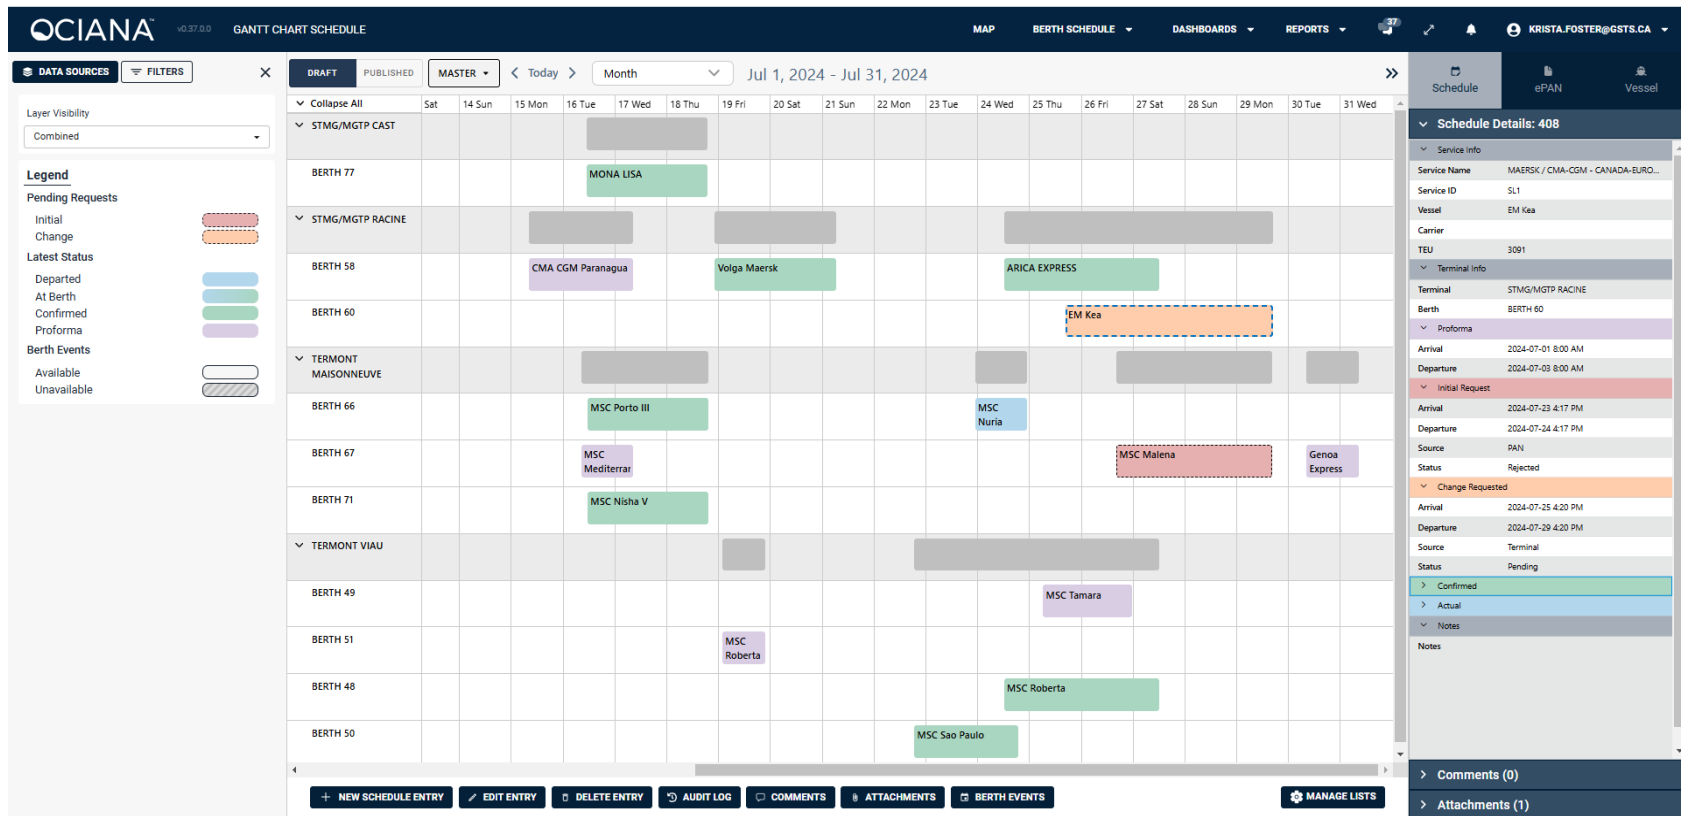 OCIANA™ v0.37.0.0 GANTT CHART SCHEDULE MAP BERTH SCHEDULE DASHBOARDS REPORTS 37 KRISTA.FOSTER@GSTS.CA
DATA SOURCES FILTERS
Layer Visibility
Combined
Legend
Pending Requests
Initial
Change
Latest Status
Departed
At Berth
Confirmed
Proforma
Berth Events
Available
Unavailable
DRAFT PUBLISHED MASTER Today Month Jul 1, 2024 - Jul 31, 2024
Collapse All Sat 14 Sun 15 Mon 16 Tue 17 Wed 18 Thu 19 Fri 20 Sat 21 Sun 22 Mon 23 Tue 24 Wed 25 Thu 26 Fri 27 Sat 28 Sun 29 Mon 30 Tue 31 Wed
STMG/MGTP CAST
BERTH 77 MONA LISA
STMG/MGTP RACINE
BERTH 58 CMA CGM Paranagua Volga Maersk ARICA EXPRESS
BERTH 60 EM Kea
TERMONT
MAISONNEUVE
BERTH 66 MSC Porto III MSC
Nuria
BERTH 67 MSC
Mediterrar MSC Malena Genoa
Express
BERTH 71 MSC Nisha V
TERMONT VIAU
BERTH 49 MSC Tamara
BERTH 51 MSC
Roberta
BERTH 48 MSC Roberta
BERTH 50 MSC Sao Paulo
NEW SCHEDULE ENTRY EDIT ENTRY DELETE ENTRY AUDIT LOG COMMENTS ATTACHMENTS BERTH EVENTS MANAGE LISTS
Schedule ePAN Vessel
Schedule Details: 408
Service Info
Service Name MAERSK / CMA-CGM - CANADA-EURO...
Service ID SL1
Vessel EM Kea
Carrier
TEU 3091
Terminal Info
Terminal STMG/MGTP RACINE
Berth BERTH 60
Proforma
Arrival 2024-07-01 8:00 AM
Departure 2024-07-03 8:00 AM
Initial Request
Arrival 2024-07-23 4:17 PM
Departure 2024-07-24 4:17 PM
Source PAN
Status Rejected
Change Requested
Arrival 2024-07-25 4:20 PM
Departure 2024-07-29 4:20 PM
Source Terminal
Status Pending
Confirmed
Actual
Notes
Notes
Comments (0)
Attachments (1)